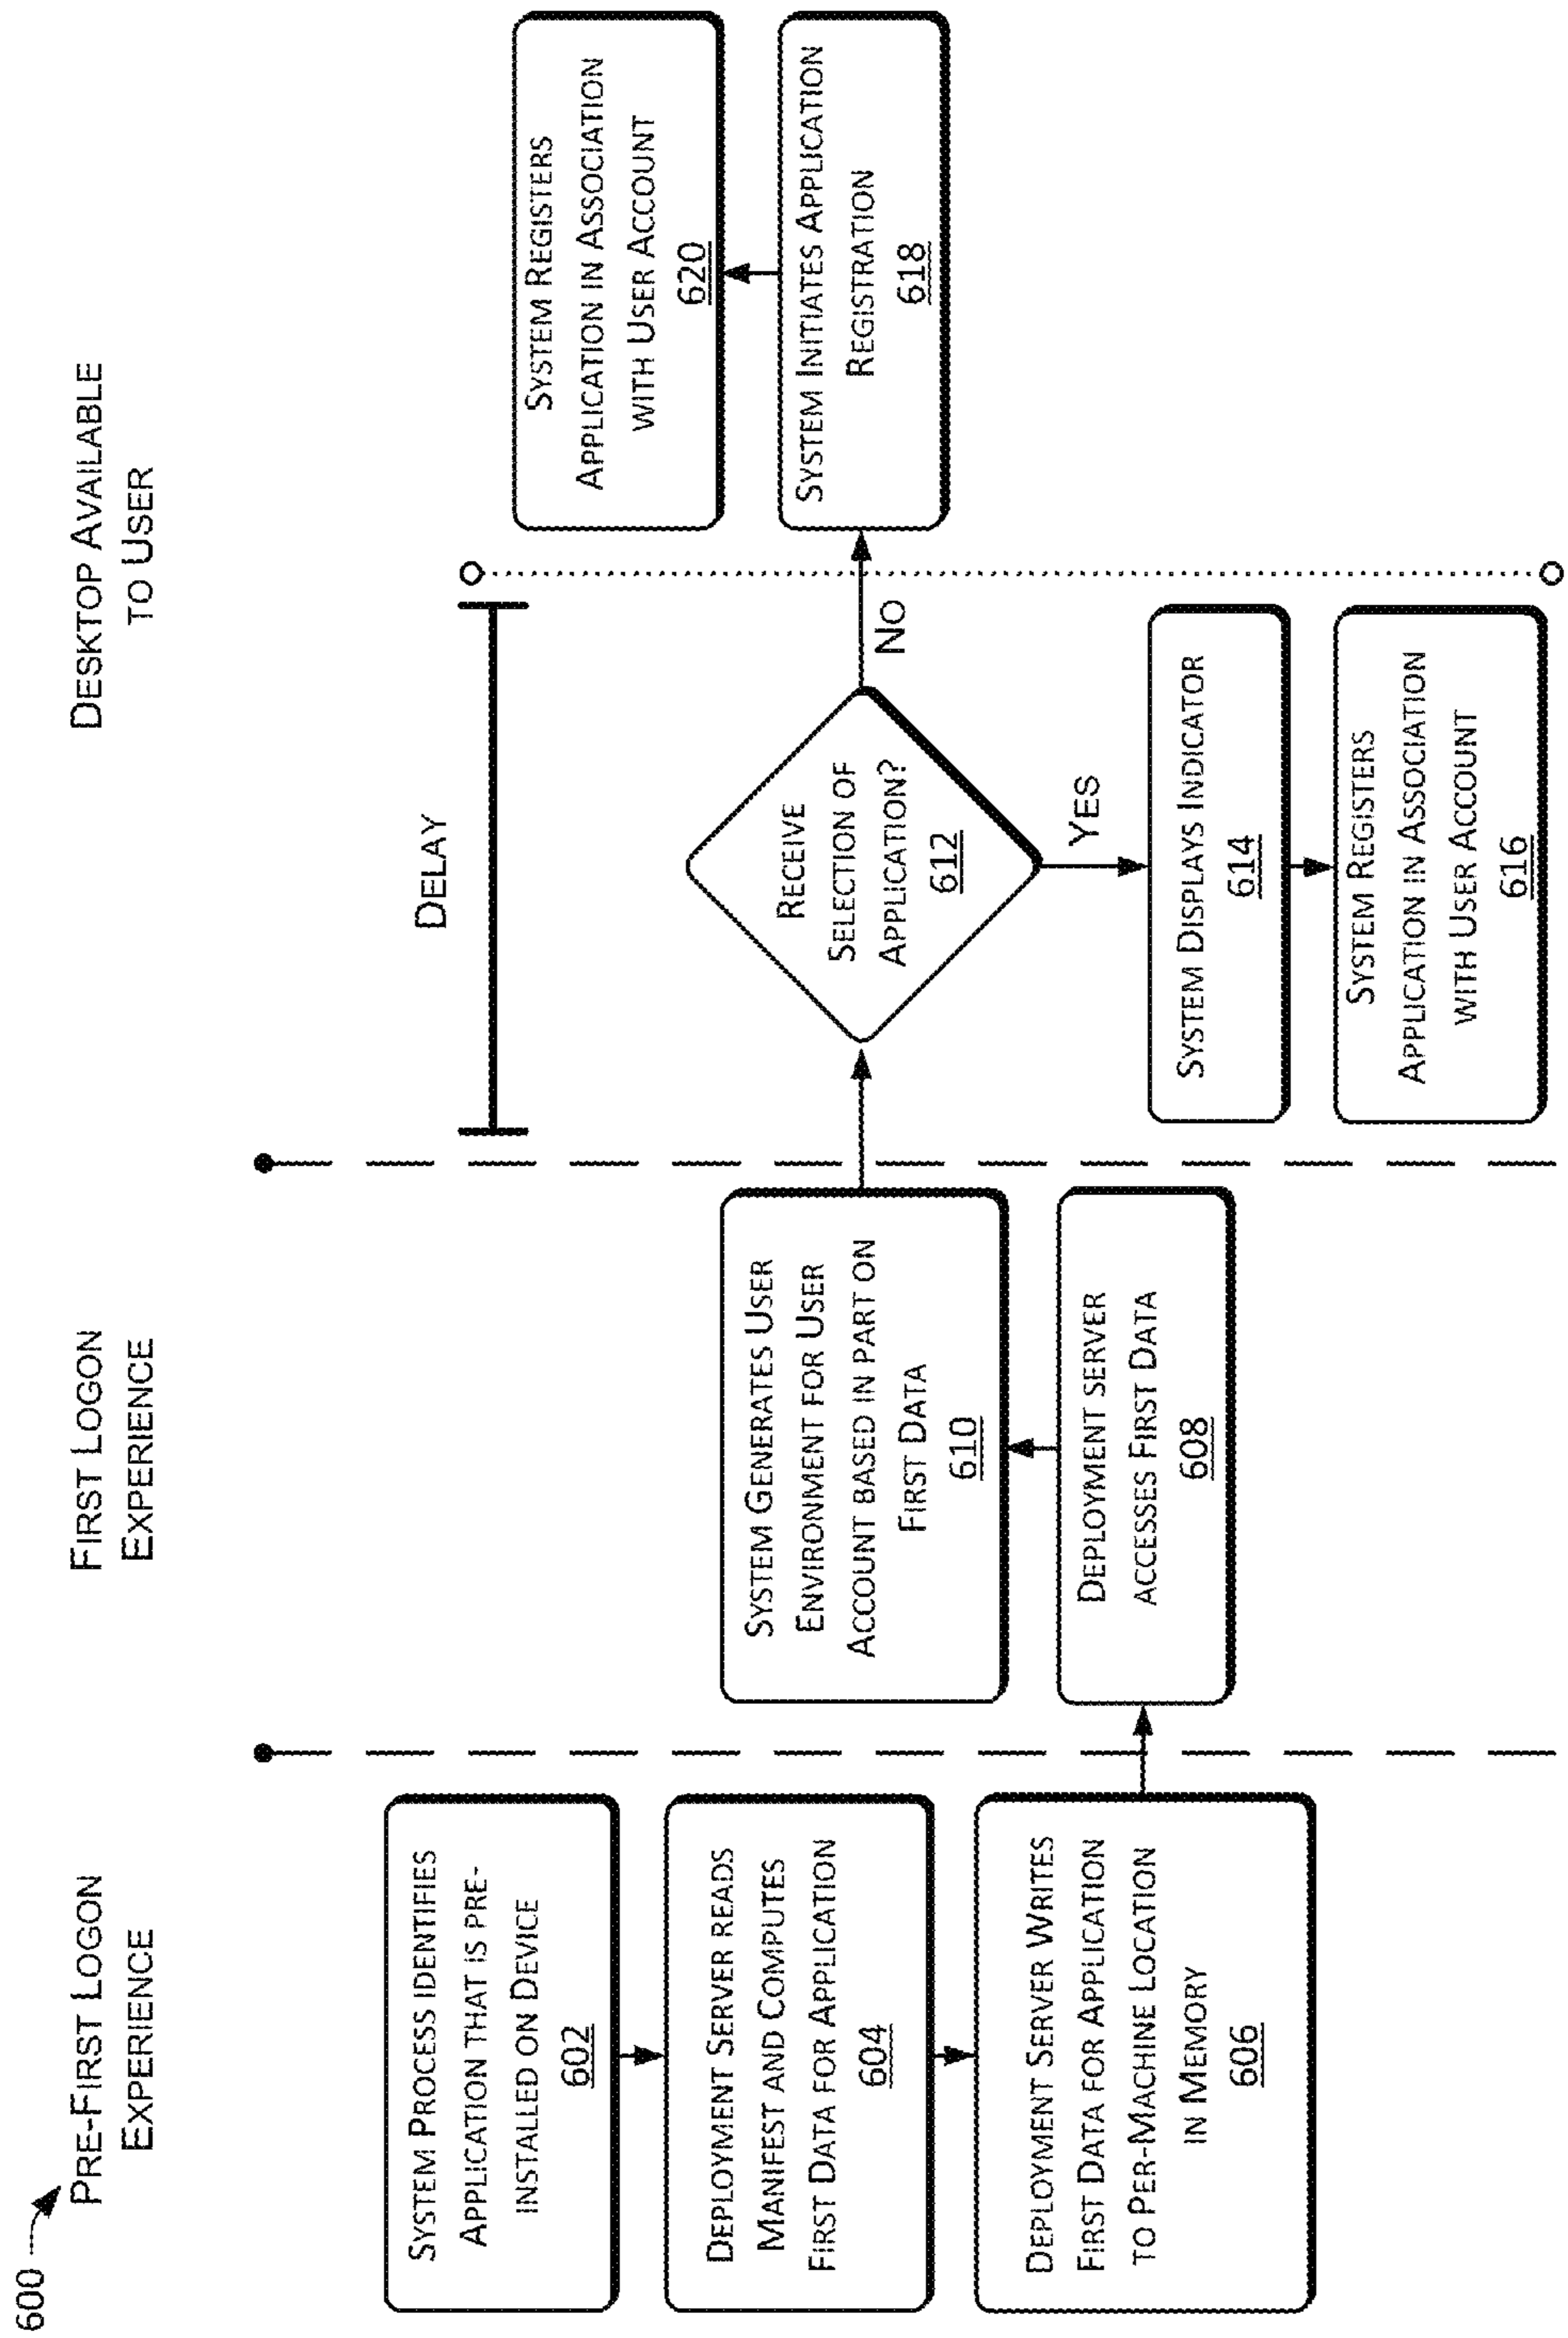 600
PRE-FIRST LOGON
EXPERIENCE
FIRST LOGON
EXPERIENCE
DESKTOP AVAILABLE
TO USER
SYSTEM PROCESS IDENTIFIES
APPLICATION THAT IS PRE-
INSTALLED ON DEVICE
602
DEPLOYMENT SERVER READS
MANIFEST AND COMPUTES
FIRST DATA FOR APPLICATION
604
DEPLOYMENT SERVER WRITES
FIRST DATA FOR APPLICATION
TO PER-MACHINE LOCATION
IN MEMORY
606
SYSTEM GENERATES USER
ENVIRONMENT FOR USER
ACCOUNT BASED IN PART ON
FIRST DATA
610
DEPLOYMENT SERVER
ACCESSES FIRST DATA
608
DELAY
RECEIVE
SELECTION OF
APPLICATION?
612
NO
YES
SYSTEM DISPLAYS INDICATOR
614
SYSTEM REGISTERS
APPLICATION IN ASSOCIATION
WITH USER ACCOUNT
616
SYSTEM REGISTERS
APPLICATION IN ASSOCIATION
WITH USER ACCOUNT
620
SYSTEM INITIATES APPLICATION
REGISTRATION
618